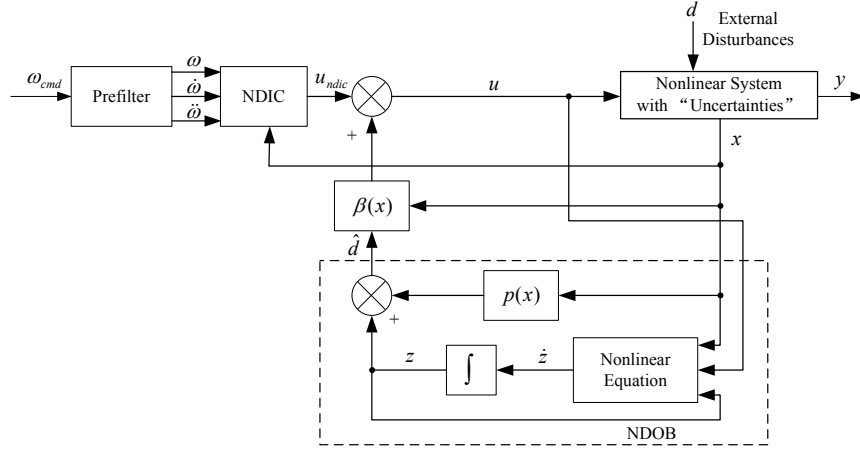 d
External
Disturbances
ω_cmd
Prefilter
ω
ω̇
ω̈
NDIC
u_ndic
+
u
Nonlinear System
with “Uncertainties”
y
x
β(x)
d̂
p(x)
+
z
∫
ż
Nonlinear
Equation
NDOB